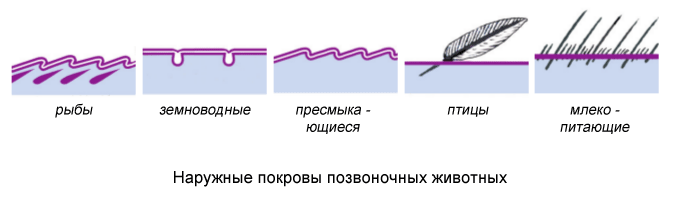 рыбы
земноводные
пресмыка -
ющиеся
птицы
млеко -
питающие
Наружные покровы позвоночных животных